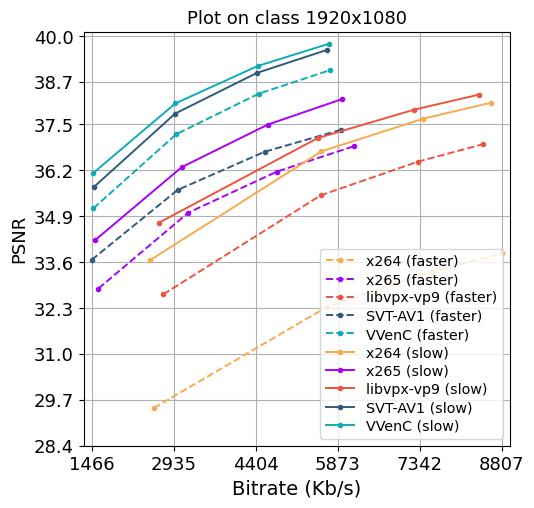 Plot on class 1920x1080
PSNR
40.0
38.7
37.5
36.2
34.9
33.6
32.3
31.0
29.7
28.4
x264 (faster)
x265 (faster)
libvpx-vp9 (faster)
SVT-AV1 (faster)
VVenC (faster)
x264 (slow)
x265 (slow)
libvpx-vp9 (slow)
SVT-AV1 (slow)
VVenC (slow)
1466 2935 4404 5873 7342 8807
Bitrate (Kb/s)